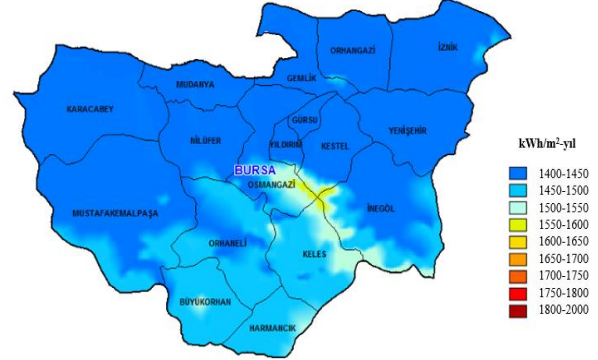 ORHANGAZİ
İZNİK
GEMLİK
MUDANYA
KARACABEY
GÜRSU
YENİŞEHİR
NİLÜFER
YILDIRIM
KESTEL
BURSA
OSMANGAZİ
MUSTAFAKEMALPAŞA
İNEGÖL
ORHANELİ
KELES
BÜYÜKORHAN
HARMANCIK
kWh/m²-yıl
1400-1450
1450-1500
1500-1550
1550-1600
1600-1650
1650-1700
1700-1750
1750-1800
1800-2000